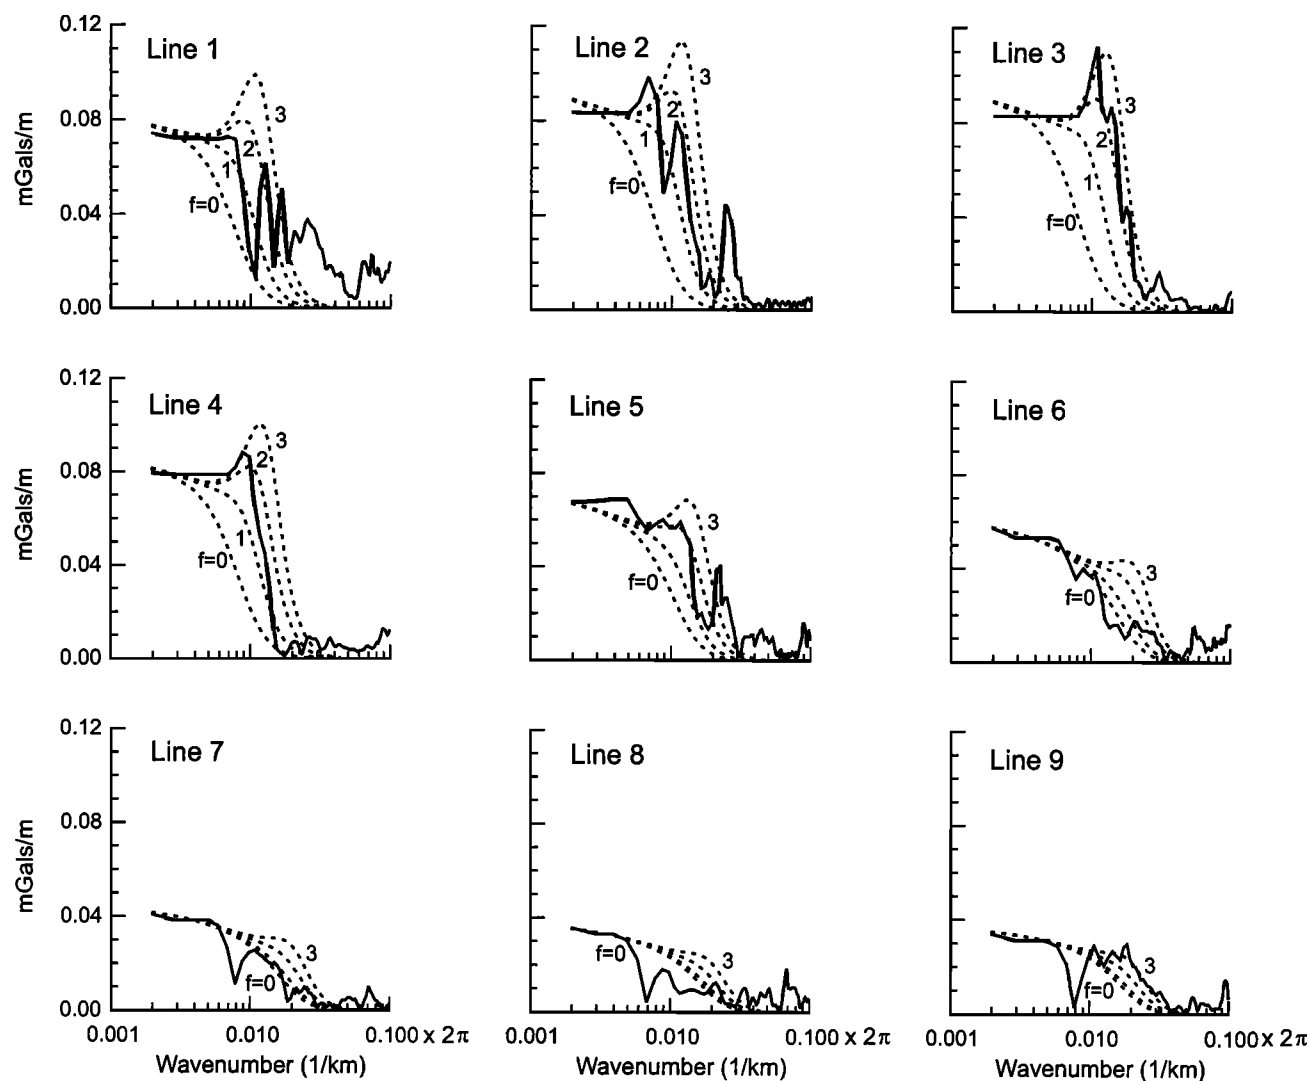 0.12
0.08
0.04
0.00
mGals/m
Line 1
3
2
1
f=0
Line 2
3
2
1
f=0
Line 3
3
2
1
f=0
0.12
0.08
0.04
0.00
mGals/m
Line 4
3
2
1
f=0
Line 5
3
f=0
Line 6
3
f=0
0.12
0.08
0.04
0.00
mGals/m
Line 7
3
f=0
Line 8
3
f=0
Line 9
3
f=0
0.001 0.010 0.100 x 2π
Wavenumber (1/km)
0.001 0.010 0.100 x 2π
Wavenumber (1/km)
0.001 0.010 0.100 x 2π
Wavenumber (1/km)